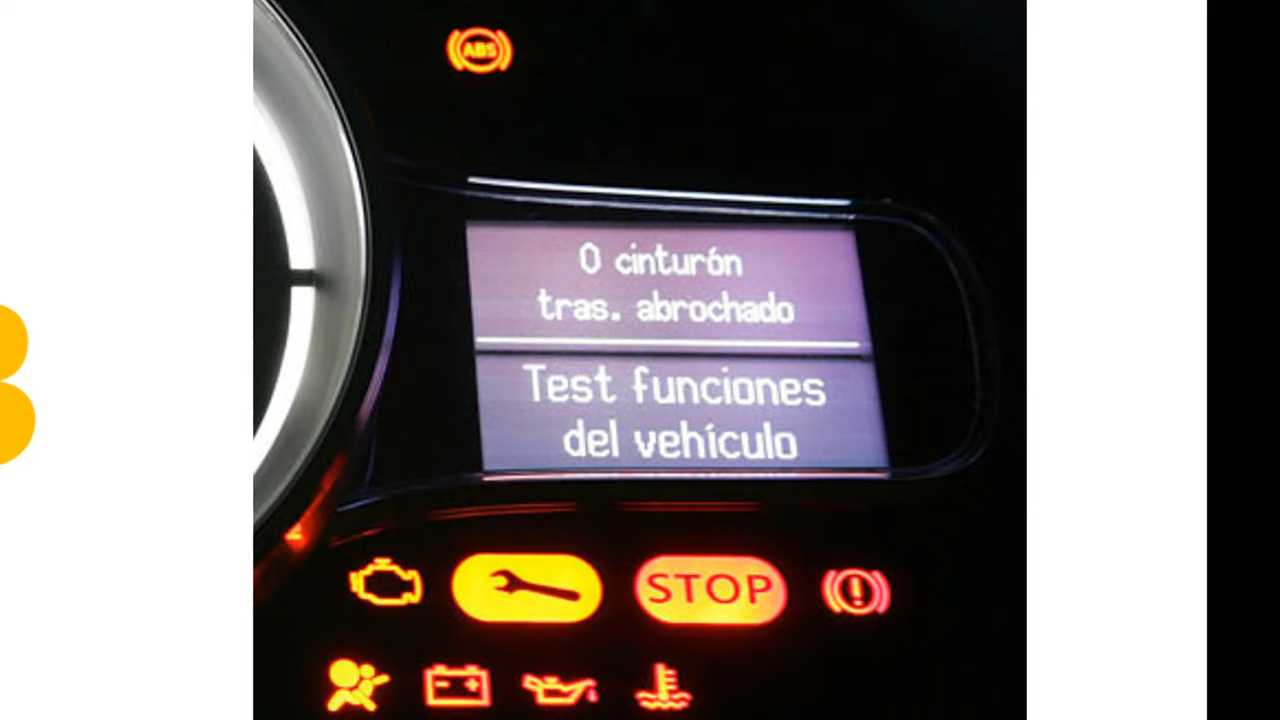 ABS
0 cinturón
tras. abrochado
Test funciones
del vehículo
STOP